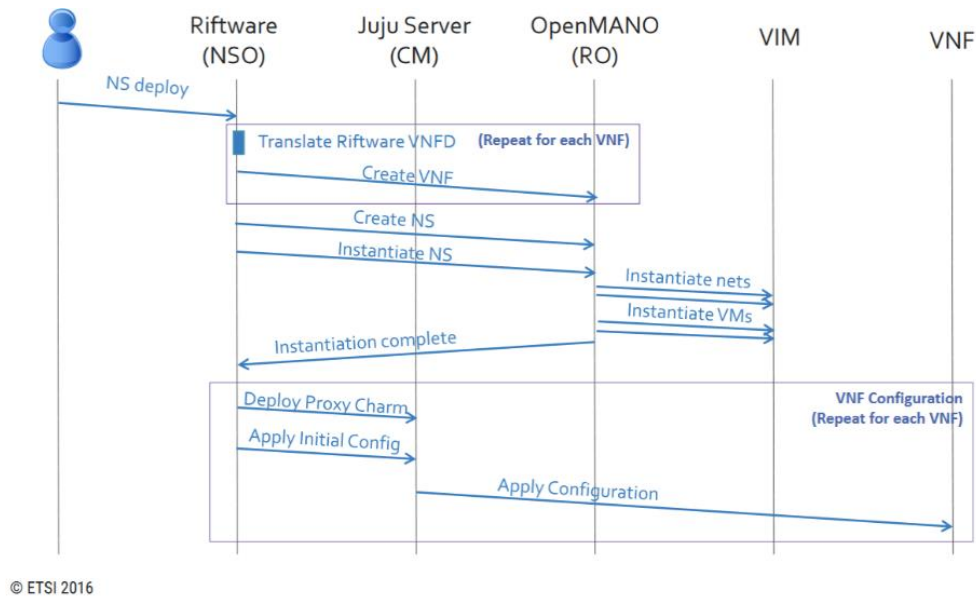 Riftware
(NSO)
Juju Server
(CM)
OpenMANO
(RO)
VIM
VNF
NS deploy
Translate Riftware VNFD
(Repeat for each VNF)
Create VNF
Create NS
Instantiate NS
Instantiate nets
Instantiate VMs
Instantiation complete
VNF Configuration
(Repeat for each VNF)
Deploy Proxy Charm
Apply Initial Config
Apply Configuration
© ETSI 2016